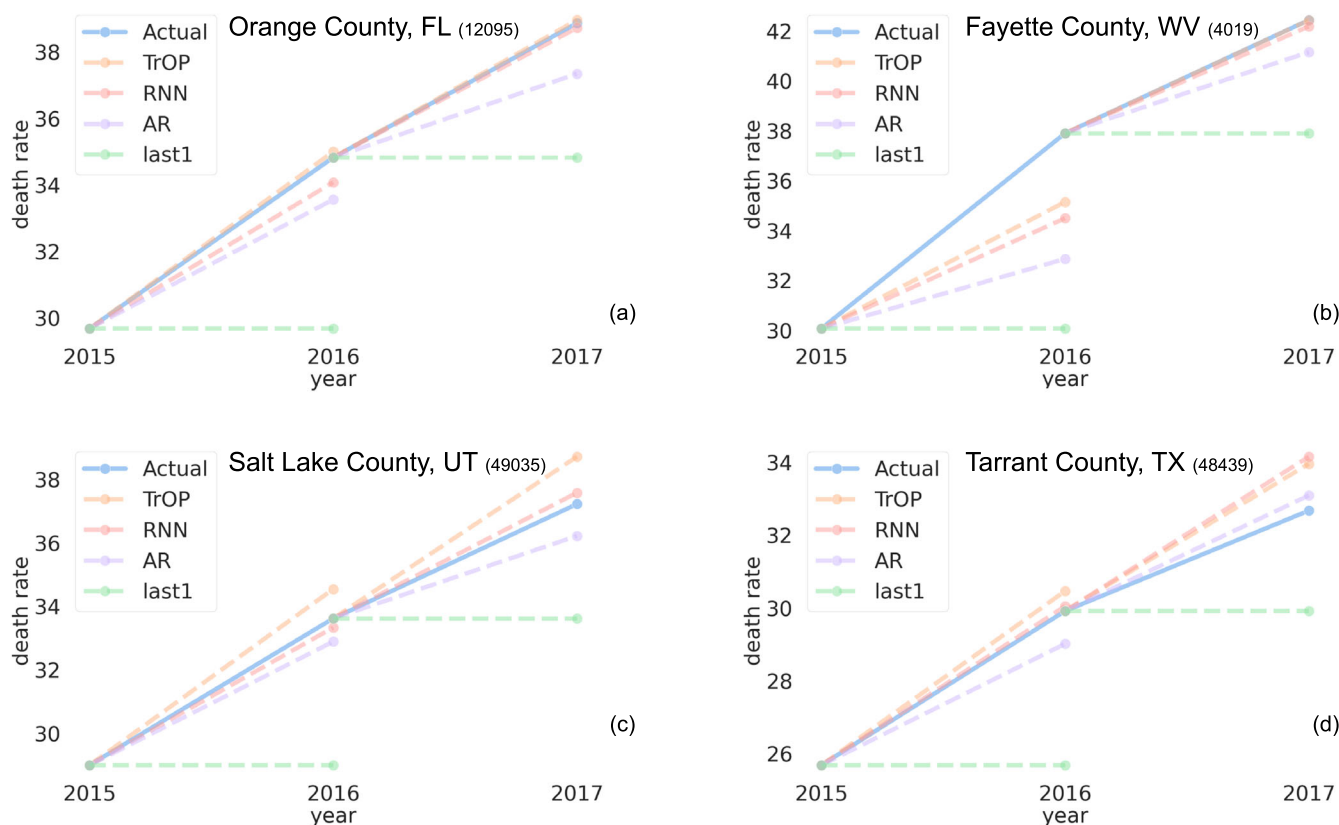 Orange County, FL (12095)
Actual
TrOP
RNN
AR
last1
death rate
38
36
34
32
30
2015 2016 2017
year
(a)
Fayette County, WV (4019)
Actual
TrOP
RNN
AR
last1
death rate
42
40
38
36
34
32
30
2015 2016 2017
year
(b)
Salt Lake County, UT (49035)
Actual
TrOP
RNN
AR
last1
death rate
38
36
34
32
30
2015 2016 2017
year
(c)
Tarrant County, TX (48439)
Actual
TrOP
RNN
AR
last1
death rate
34
32
30
28
26
2015 2016 2017
year
(d)